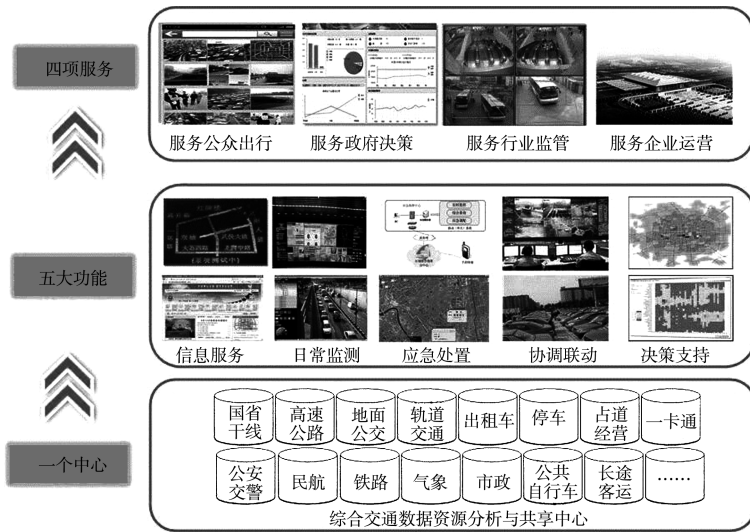 四项服务
服务公众出行
服务政府决策
服务行业监管
服务企业运营
五大功能
信息服务
日常监测
应急处置
协调联动
决策支持
一个中心
国省
干线
高速
公路
地面
公交
轨道
交通
出租车
停车
占道
经营
一卡通
公安
交警
民航
铁路
气象
市政
公共
自行车
长途
客运
……
综合交通数据资源分析与共享中心